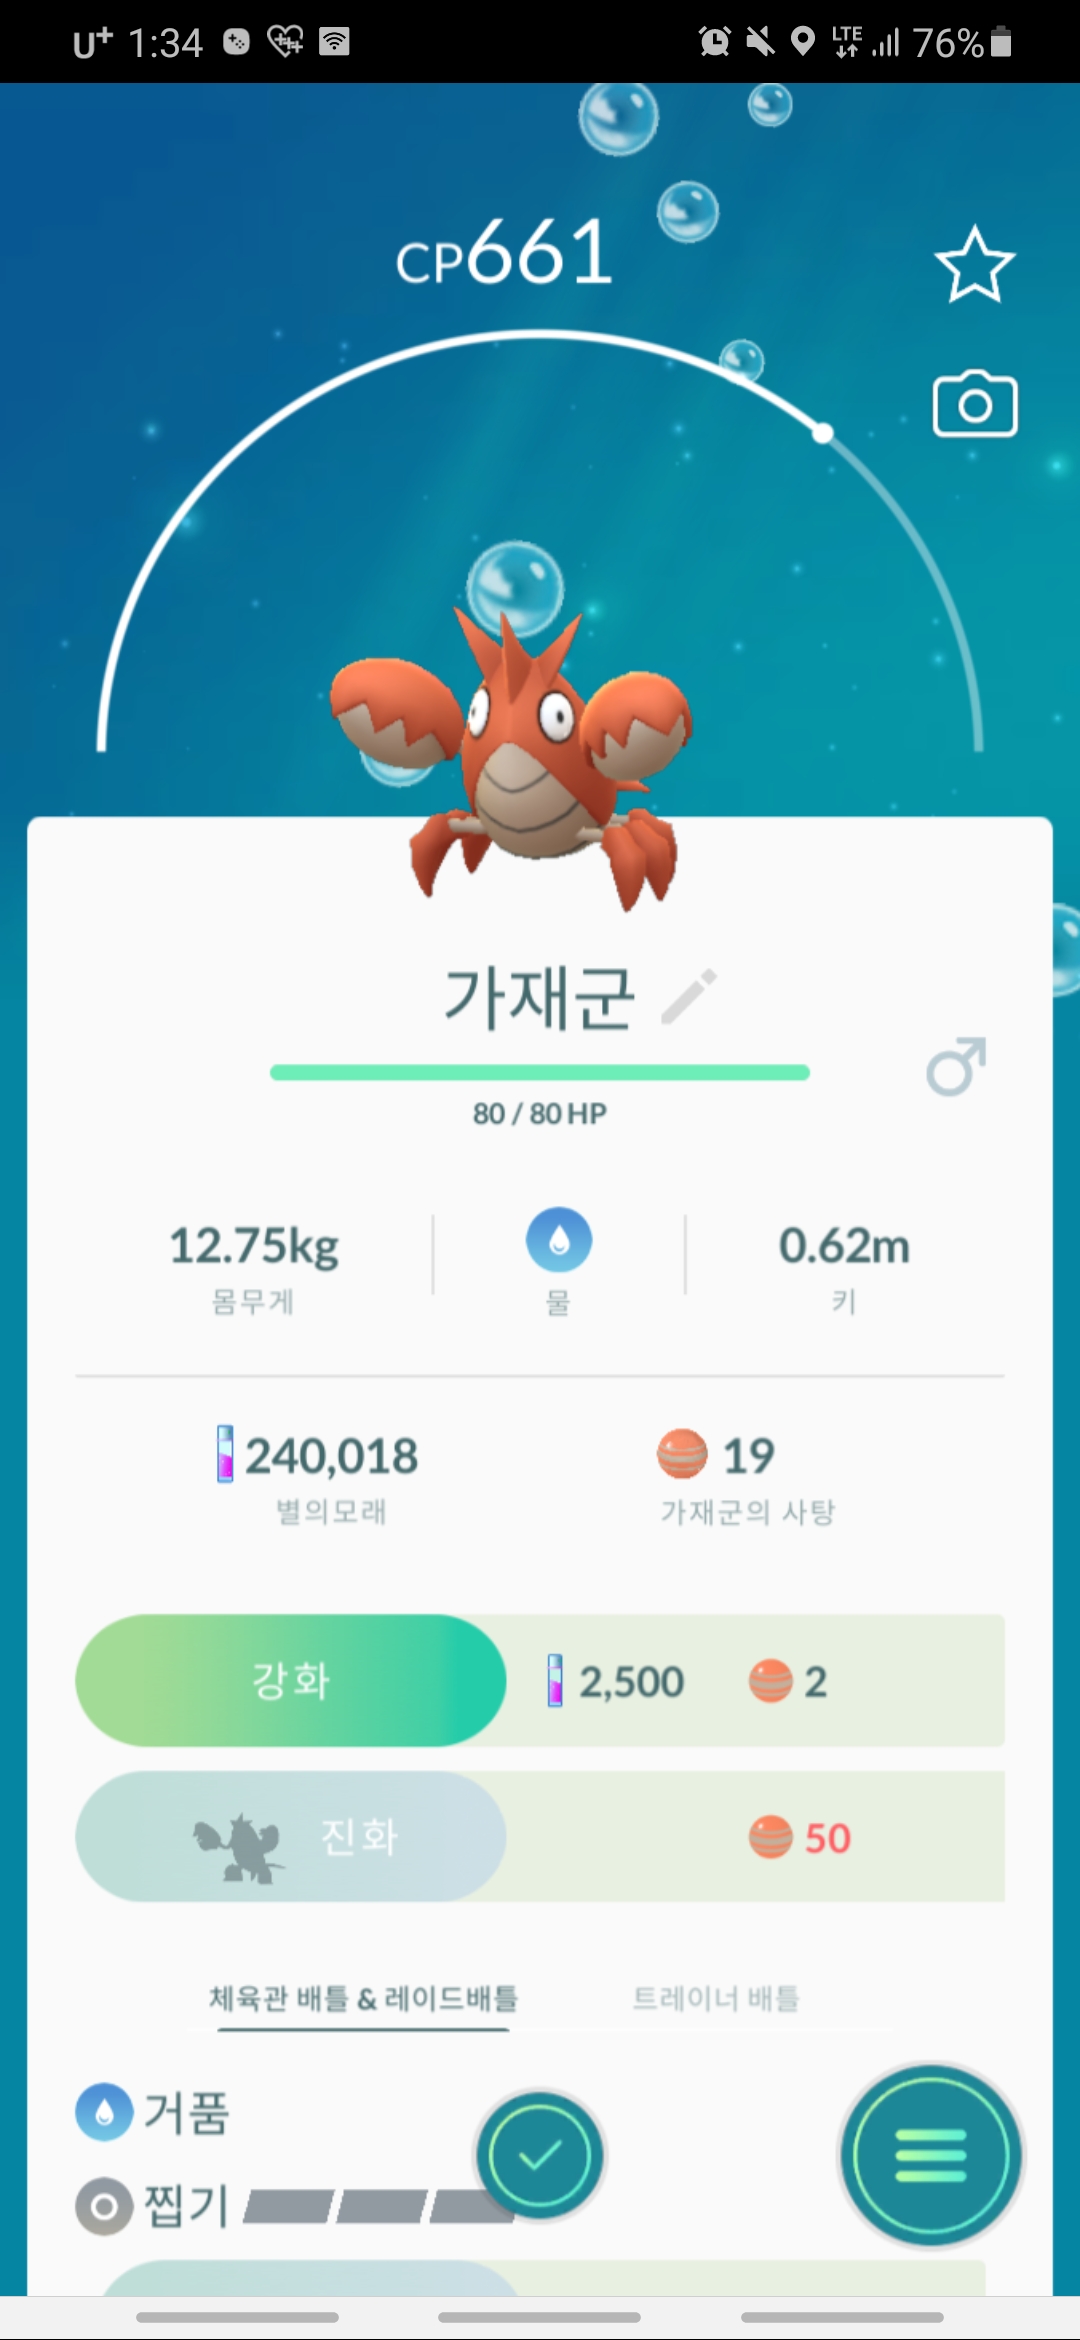 U+ 1:34 LTE 76%
CP661
가재군
80 / 80 HP
12.75kg 0.62m
몸무게 물 키
240,018 19
별의모래 가재군의 사탕
강화 2,500 2
진화 50
체육관 배틀 & 레이드배틀 트레이너 배틀
거품
찝기